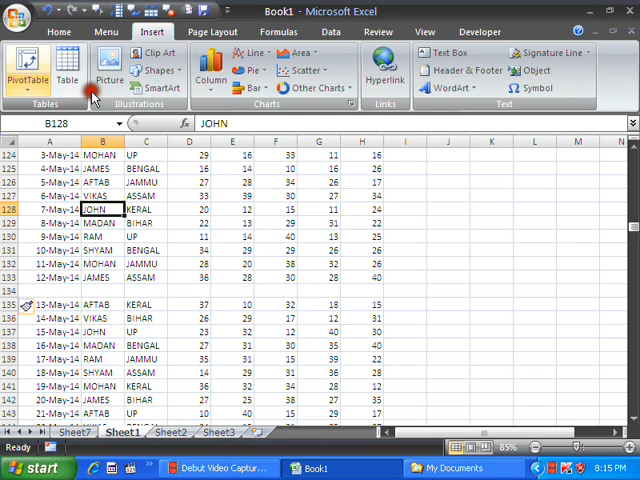 Book1 - Microsoft Excel
Home Menu Insert Page Layout Formulas Data Review View Developer
PivotTable Table Picture Clip Art Shapes SmartArt Column Line Pie Bar Area Scatter Other Charts Hyperlink Text Box Header & Footer WordArt Signature Line Object Symbol
Tables Illustrations Charts Links Text
B128 fx JOHN
A B C D E F G H I J K L M N
124 3-May-14 MOHAN UP 29 16 33 11 16
125 4-May-14 JAMES BENGAL 16 14 10 16 26
126 5-May-14 AFTAB JAMMU 27 28 34 26 17
127 6-May-14 VIKAS ASSAM 33 39 30 27 34
128 7-May-14 JOHN KERAL 20 12 15 11 24
129 8-May-14 MADAN BIHAR 22 13 29 31 22
130 9-May-14 RAM UP 11 14 40 13 25
131 10-May-14 SHYAM BENGAL 34 29 29 26 26
132 11-May-14 MOHAN JAMMU 28 20 38 32 26
133 12-May-14 JAMES ASSAM 36 28 30 28 40
134
135 13-May-14 AFTAB KERAL 37 10 32 18 15
136 14-May-14 VIKAS BIHAR 26 29 17 12 31
137 15-May-14 JOHN UP 23 32 12 40 30
138 16-May-14 MADAN BENGAL 27 31 30 21 40
139 17-May-14 RAM JAMMU 35 31 15 39 22
140 18-May-14 SHYAM ASSAM 14 29 31 36 28
141 19-May-14 MOHAN KERAL 36 32 34 28 12
142 20-May-14 JAMES BIHAR 27 25 38 27 35
143 21-May-14 AFTAB UP 10 40 15 29 17
Sheet7 Sheet1 Sheet2 Sheet3
Ready 85%
start Debut Video Captur... Book1 My Documents 8:15 PM